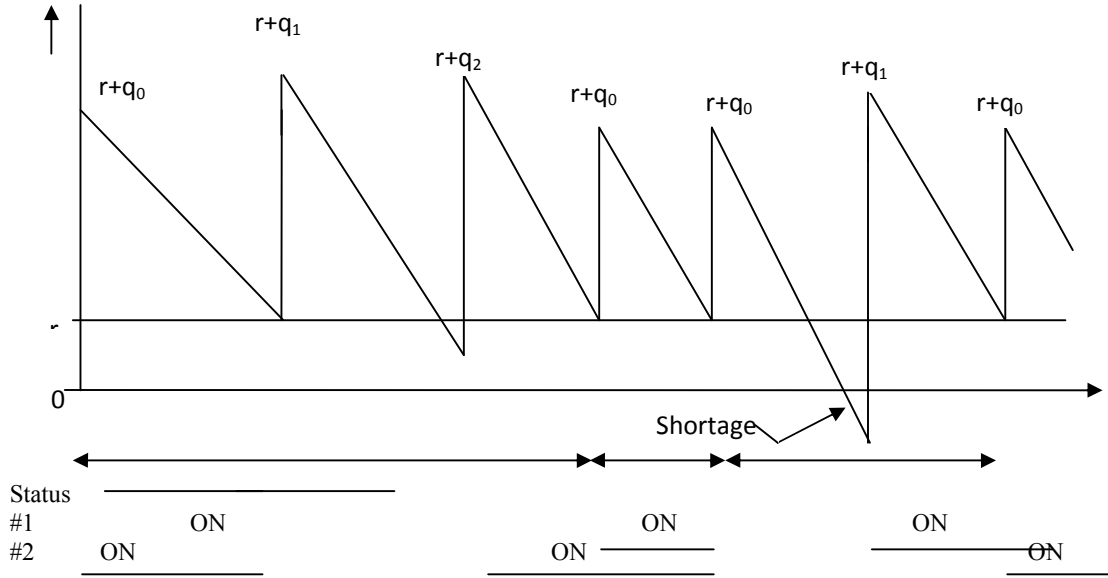 r+q₁
r+q₂
r+q₀
r+q₁
r+q₀
r+q₀
r+q₀
r
0
Shortage
Status
#1 ON ON ON
#2 ON ON ON